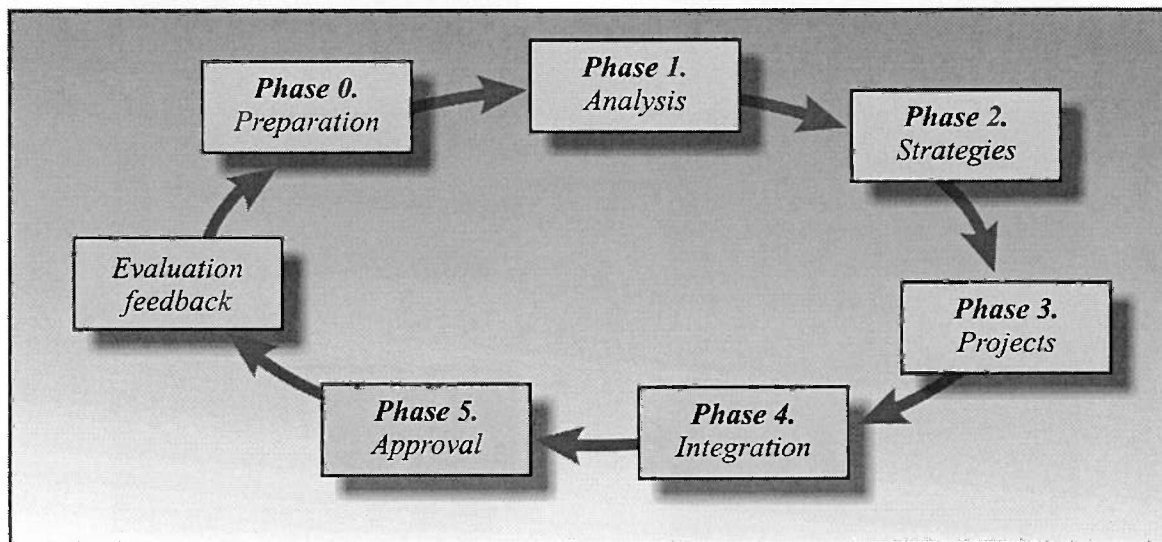 Phase 0.
Preparation
Phase 1.
Analysis
Phase 2.
Strategies
Phase 3.
Projects
Phase 4.
Integration
Phase 5.
Approval
Evaluation
feedback